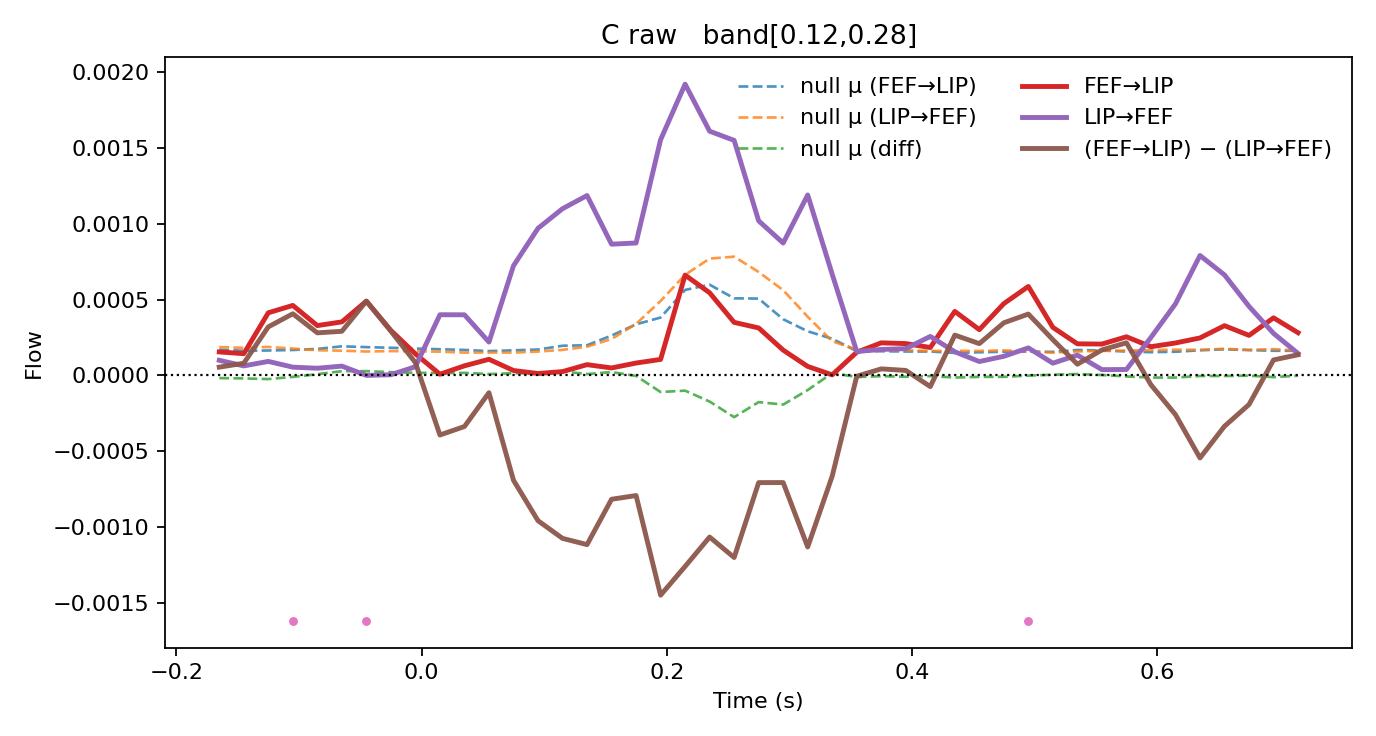 C raw   band[0.12,0.28]
0.0020
0.0015
0.0010
0.0005
0.0000
−0.0005
−0.0010
−0.0015
Flow
null μ (FEF→LIP)
null μ (LIP→FEF)
null μ (diff)
FEF→LIP
LIP→FEF
(FEF→LIP) − (LIP→FEF)
−0.2 0.0 0.2 0.4 0.6
Time (s)